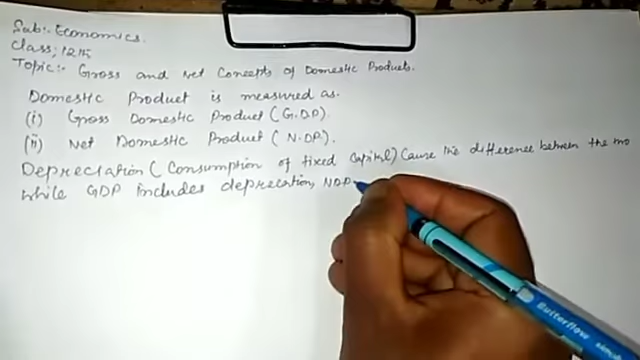 Sub:- Economics.
Class; 12th
Topic:- Gross and Net Concepts of Domestic Products.
Domestic Product is measured as.
(i) Gross Domestic Product (G.DP).
(ii) Net Domestic Product (N.DP).
Depreciation (Consumption of fixed Capital) Cause the difference between the two
while GDP includes deprecation, NDP
Butterflow